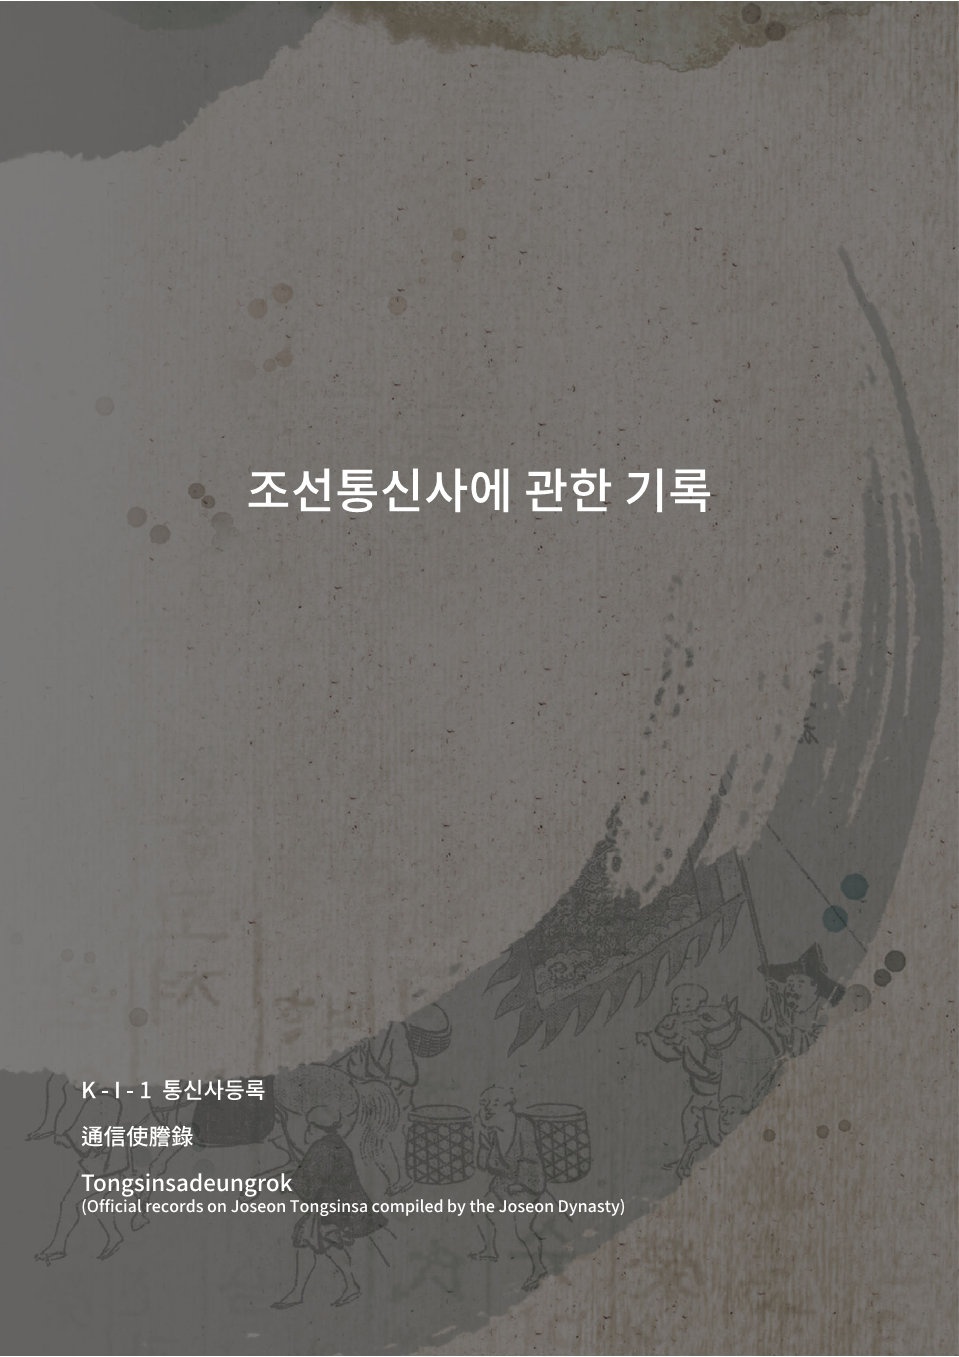 조선통신사에 관한 기록
K - I - 1 통신사등록
通信使謄錄
Tongsinsadeungrok
(Official records on Joseon Tongsinsa compiled by the Joseon Dynasty)